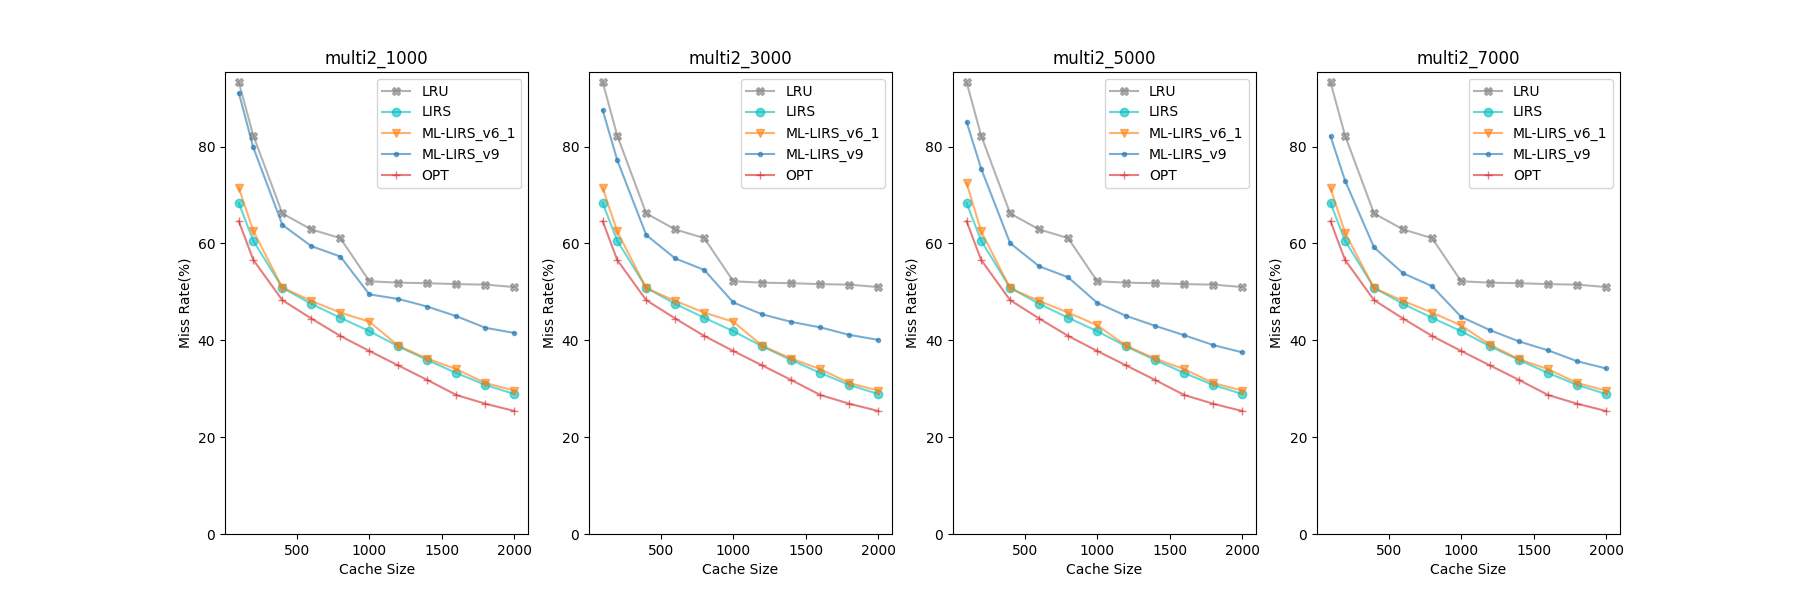 multi2_1000
LRU
LIRS
ML-LIRS_v6_1
ML-LIRS_v9
OPT
Miss Rate(%)
80
60
40
20
0
500 1000 1500 2000
Cache Size
multi2_3000
LRU
LIRS
ML-LIRS_v6_1
ML-LIRS_v9
OPT
Miss Rate(%)
80
60
40
20
0
500 1000 1500 2000
Cache Size
multi2_5000
LRU
LIRS
ML-LIRS_v6_1
ML-LIRS_v9
OPT
Miss Rate(%)
80
60
40
20
0
500 1000 1500 2000
Cache Size
multi2_7000
LRU
LIRS
ML-LIRS_v6_1
ML-LIRS_v9
OPT
Miss Rate(%)
80
60
40
20
0
500 1000 1500 2000
Cache Size